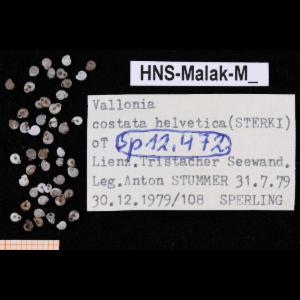 HNS-Malak-M_
Vallonia
costata helvetica(STERKI)
oT Sp12.472
Lienz.Tristacher Seewand.
Leg.Anton STUMMER 31.7.79
30.12.1979/108 SPERLING